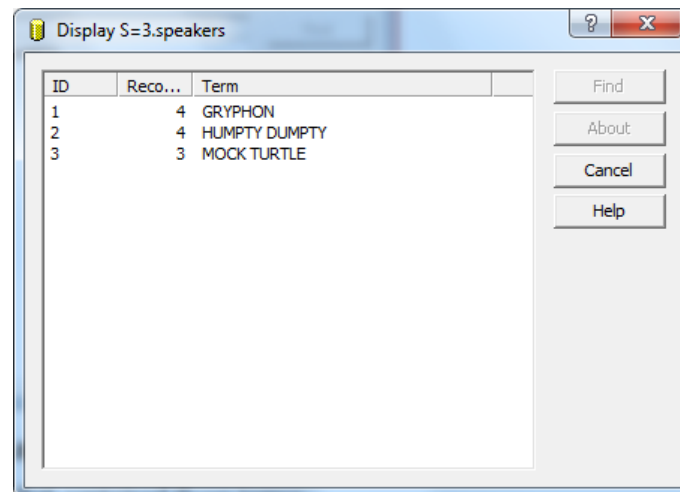 Display S=3.speakers
ID Reco... Term
1 4 GRYPHON
2 4 HUMPTY DUMPTY
3 3 MOCK TURTLE
Find
About
Cancel
Help